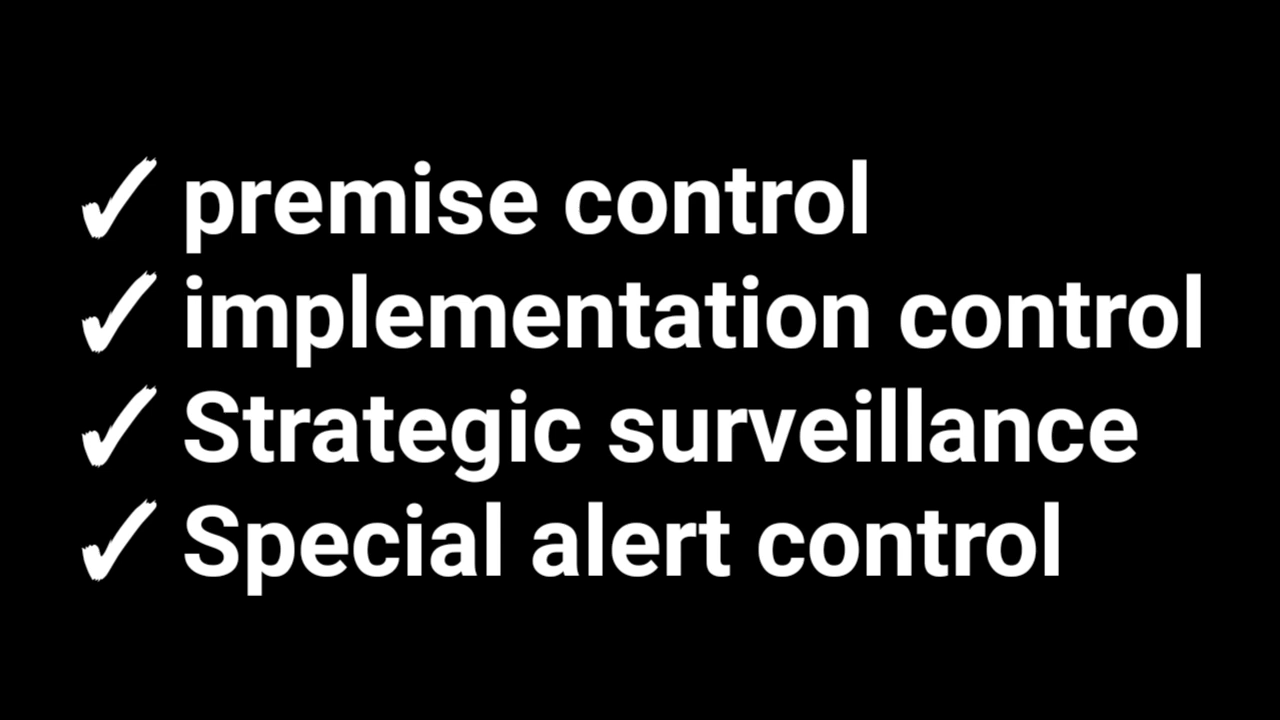 ✓ premise control
✓ implementation control
✓ Strategic surveillance
✓ Special alert control